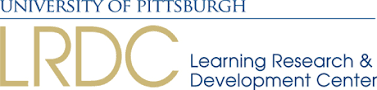 UNIVERSITY OF PITTSBURGH
LRDC
Learning Research &
Development Center